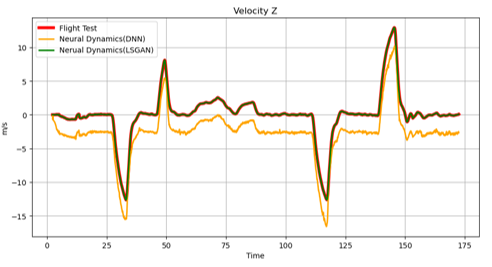 Velocity Z
Flight Test
Neural Dynamics(DNN)
Nerual Dynamics(LSGAN)
10
5
0
−5
−10
−15
m/s
0
25
50
75
100
125
150
175
Time